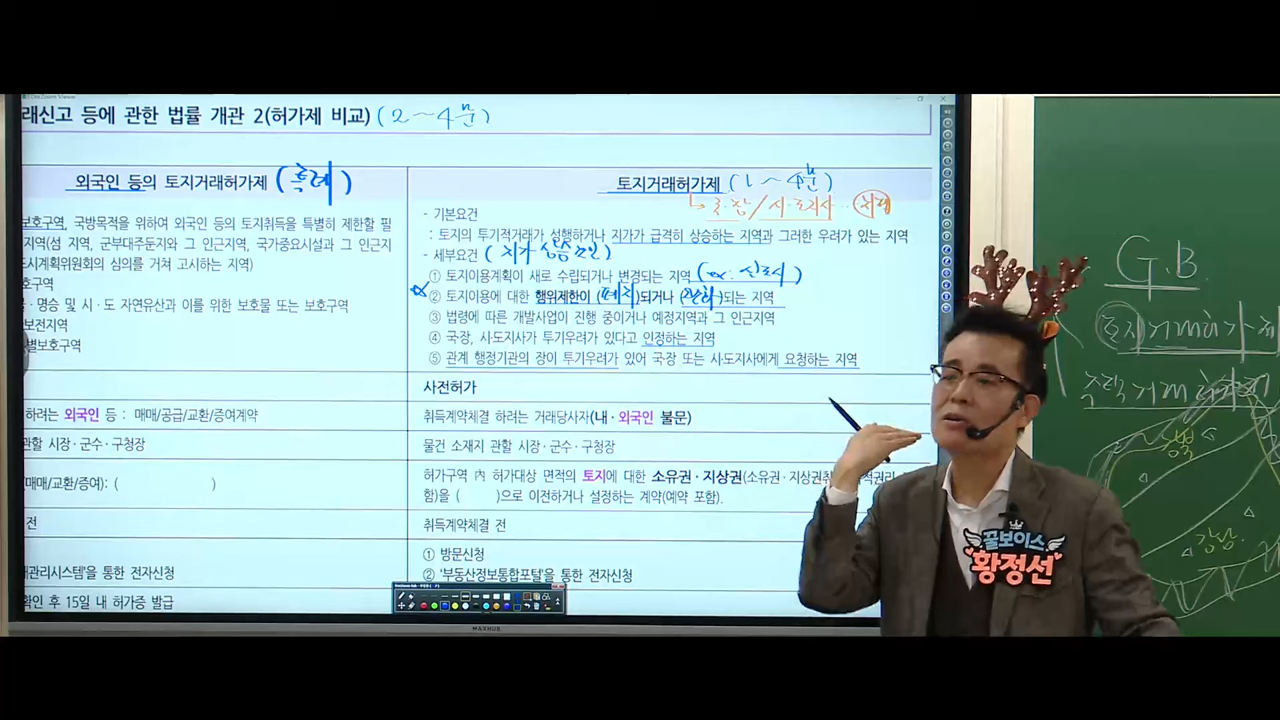 래신고 등에 관한 법률 개관 2(허가제 비교) (2~4문)
외국인 등의 토지거래허가제 (특례)
보호구역, 국방목적을 위하여 외국인 등의 토지취득을 특별히 제한할 필
지역(섬 지역, 군부대주둔지와 그 인근지역, 국가중요시설과 그 인근지
도시계획위원회의 심의를 거쳐 고시하는 지역)
호구역
· 명승 및 시 · 도 자연유산과 이를 위한 보호물 또는 보호구역
보전지역
별보호구역
하려는 외국인 등 : 매매/공급/교환/증여계약
관할 시장 · 군수 · 구청장
(매매/교환/증여): ( )
전
관리시스템'을 통한 전자신청
확인 후 15일 내 허가증 발급
토지거래허가제 (1~4문)
국·장/시·도지사
- 기본요건
: 토지의 투기적거래가 성행하거나 지가가 급격히 상승하는 지역과 그러한 우려가 있는 지역
- 세부요건 (지가 상승 요인)
① 토지이용계획이 새로 수립되거나 변경되는 지역 (ex. 신도시)
② 토지이용에 대한 행위제한이 (폐지)되거나 (완화)되는 지역
③ 법령에 따른 개발사업이 진행 중이거나 예정지역과 그 인근지역
④ 국장, 시·도지사가 투기우려가 있다고 인정하는 지역
⑤ 관계 행정기관의 장이 투기우려가 있어 국장 또는 시·도지사에게 요청하는 지역
사전허가
취득계약체결 하려는 거래당사자(내 · 외국인 불문)
물건 소재지 관할 시장 · 군수 · 구청장
허가구역 內 허가대상 면적의 토지에 대한 소유권 · 지상권(소유권 · 지상권
함)을 ( )으로 이전하거나 설정하는 계약(예약 포함).
취득계약체결 전
① 방문신청
② '부동산정보통합포털'을 통한 전자신청
MAXHUB
G.B
토지거래허가제
주택거래
강남
꿀보이스
황정선